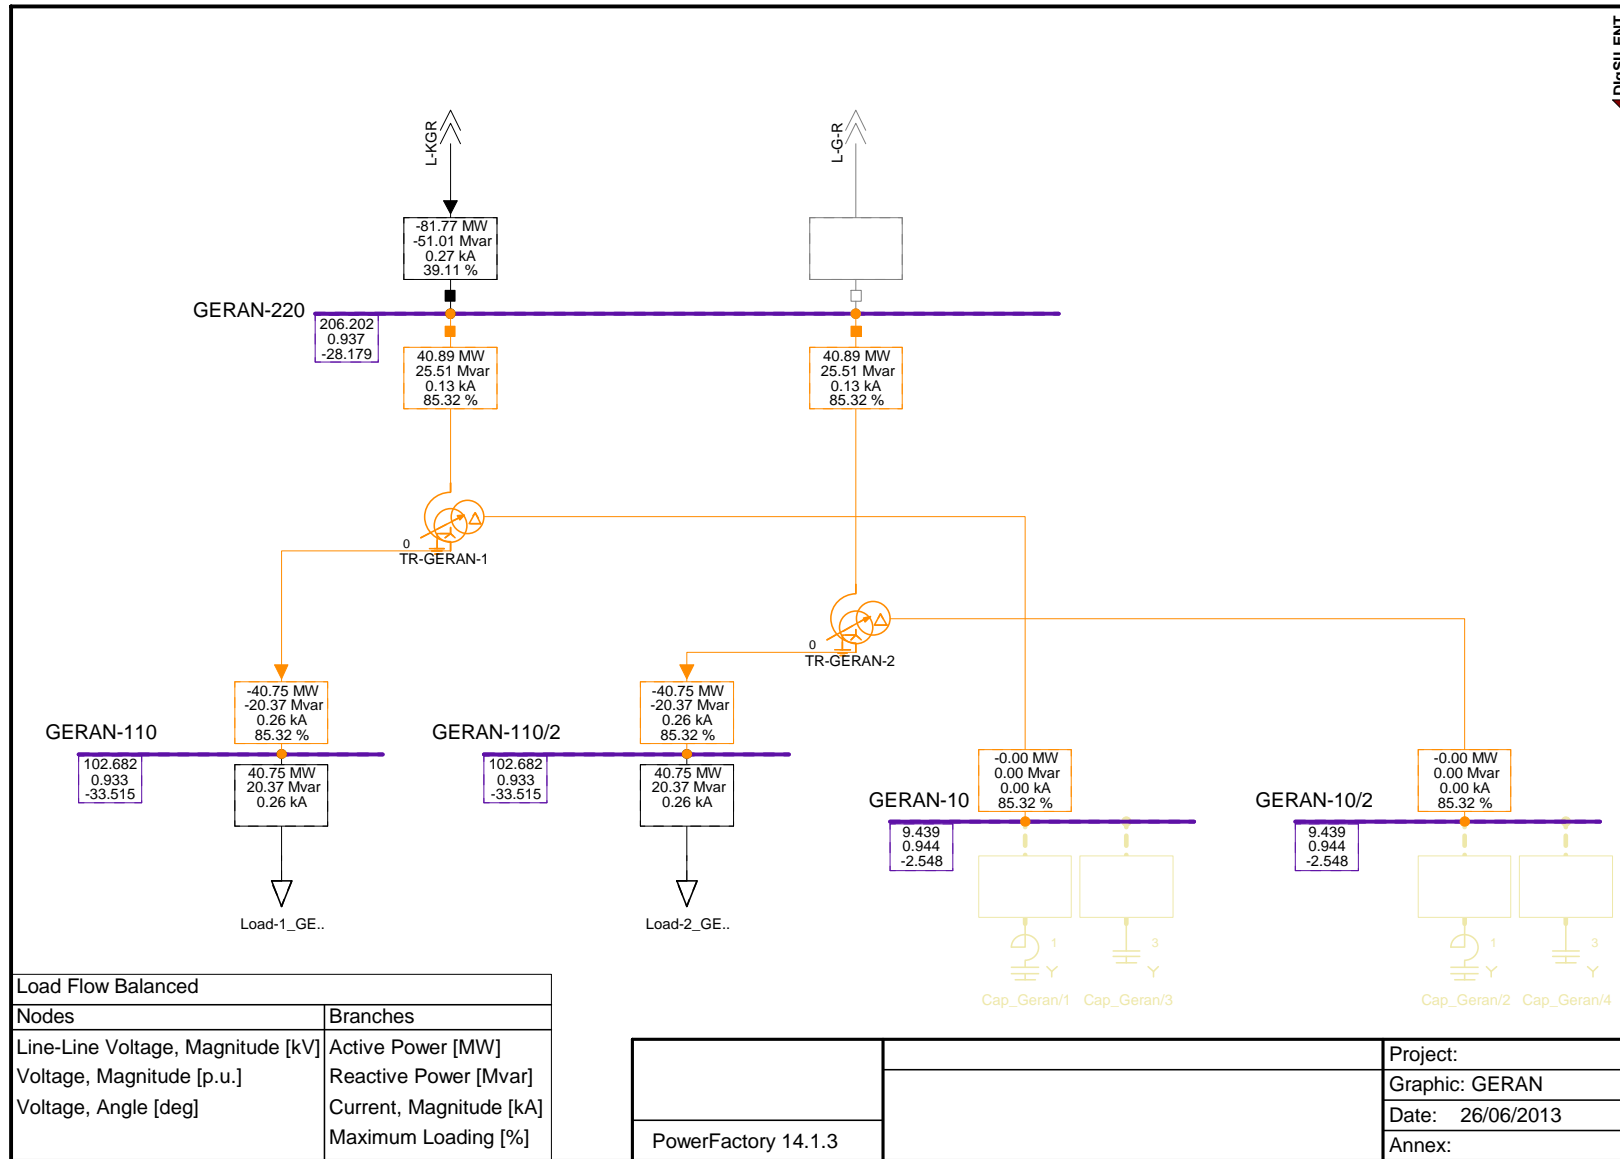 DIgSILENT
L-KGR
L-G-R
-81.77 MW
-51.01 Mvar
0.27 kA
39.11 %
GERAN-220
206.202
0.937
-28.179
40.89 MW
25.51 Mvar
0.13 kA
85.32 %
40.89 MW
25.51 Mvar
0.13 kA
85.32 %
0
TR-GERAN-1
0
TR-GERAN-2
-40.75 MW
-20.37 Mvar
0.26 kA
85.32 %
GERAN-110
102.682
0.933
-33.515
40.75 MW
20.37 Mvar
0.26 kA
Load-1_GE..
-40.75 MW
-20.37 Mvar
0.26 kA
85.32 %
GERAN-110/2
102.682
0.933
-33.515
40.75 MW
20.37 Mvar
0.26 kA
Load-2_GE..
-0.00 MW
0.00 Mvar
0.00 kA
85.32 %
GERAN-10
9.439
0.944
-2.548
1
Y
Cap_Geran/1
3
Y
Cap_Geran/3
-0.00 MW
0.00 Mvar
0.00 kA
85.32 %
GERAN-10/2
9.439
0.944
-2.548
1
Y
Cap_Geran/2
3
Y
Cap_Geran/4
Load Flow Balanced
Nodes
Line-Line Voltage, Magnitude [kV]
Voltage, Magnitude [p.u.]
Voltage, Angle [deg]
Branches
Active Power [MW]
Reactive Power [Mvar]
Current, Magnitude [kA]
Maximum Loading [%]
PowerFactory 14.1.3
Project:
Graphic: GERAN
Date: 26/06/2013
Annex: